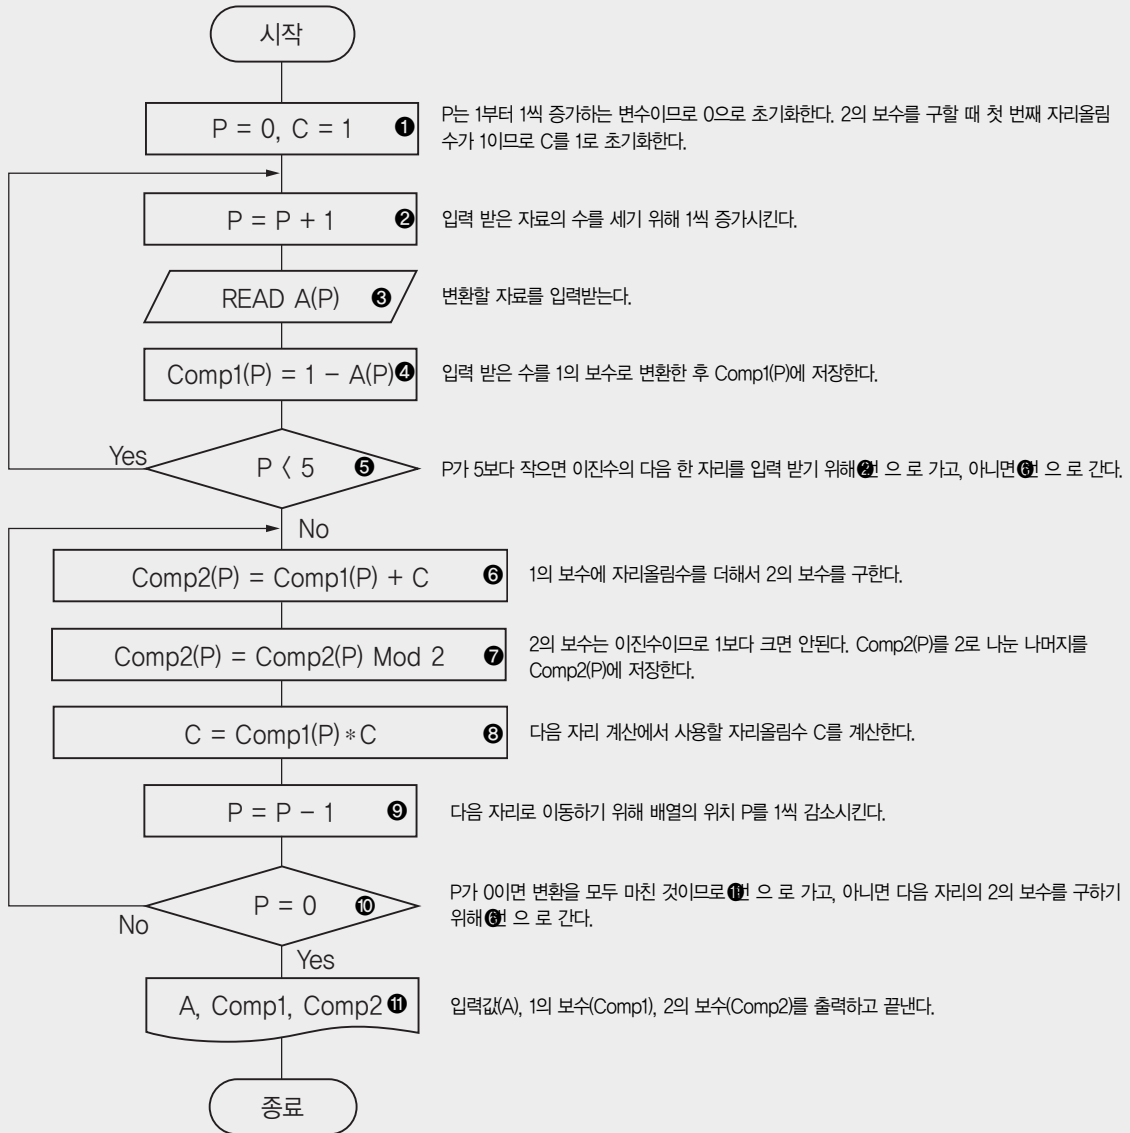 시작
P = 0, C = 1 ❶
P는 1부터 1씩 증가하는 변수이므로 0으로 초기화한다. 2의 보수를 구할 때 첫 번째 자리올림
수가 1이므로 C를 1로 초기화한다.
P = P + 1 ❷
입력 받은 자료의 수를 세기 위해 1씩 증가시킨다.
READ A(P) ❸
변환할 자료를 입력받는다.
Comp1(P) = 1 - A(P) ❹
입력 받은 수를 1의 보수로 변환한 후 Comp1(P)에 저장한다.
Yes
P < 5 ❺
P가 5보다 작으면 이진수의 다음 한 자리를 입력 받기 위해 ❷번 으 로 가고, 아니면 ❻번 으 로 간다.
No
Comp2(P) = Comp1(P) + C ❻
1의 보수에 자리올림수를 더해서 2의 보수를 구한다.
Comp2(P) = Comp2(P) Mod 2 ❼
2의 보수는 이진수이므로 1보다 크면 안된다. Comp2(P)를 2로 나눈 나머지를
Comp2(P)에 저장한다.
C = Comp1(P) * C ❽
다음 자리 계산에서 사용할 자리올림수 C를 계산한다.
P = P - 1 ❾
다음 자리로 이동하기 위해 배열의 위치 P를 1씩 감소시킨다.
P = 0 ❿
P가 0이면 변환을 모두 마친 것이므로 ⓫번 으 로 가고, 아니면 다음 자리의 2의 보수를 구하기
위해 ❻번 으 로 간다.
No
Yes
A, Comp1, Comp2 ⓫
입력값(A), 1의 보수(Comp1), 2의 보수(Comp2)를 출력하고 끝낸다.
종료